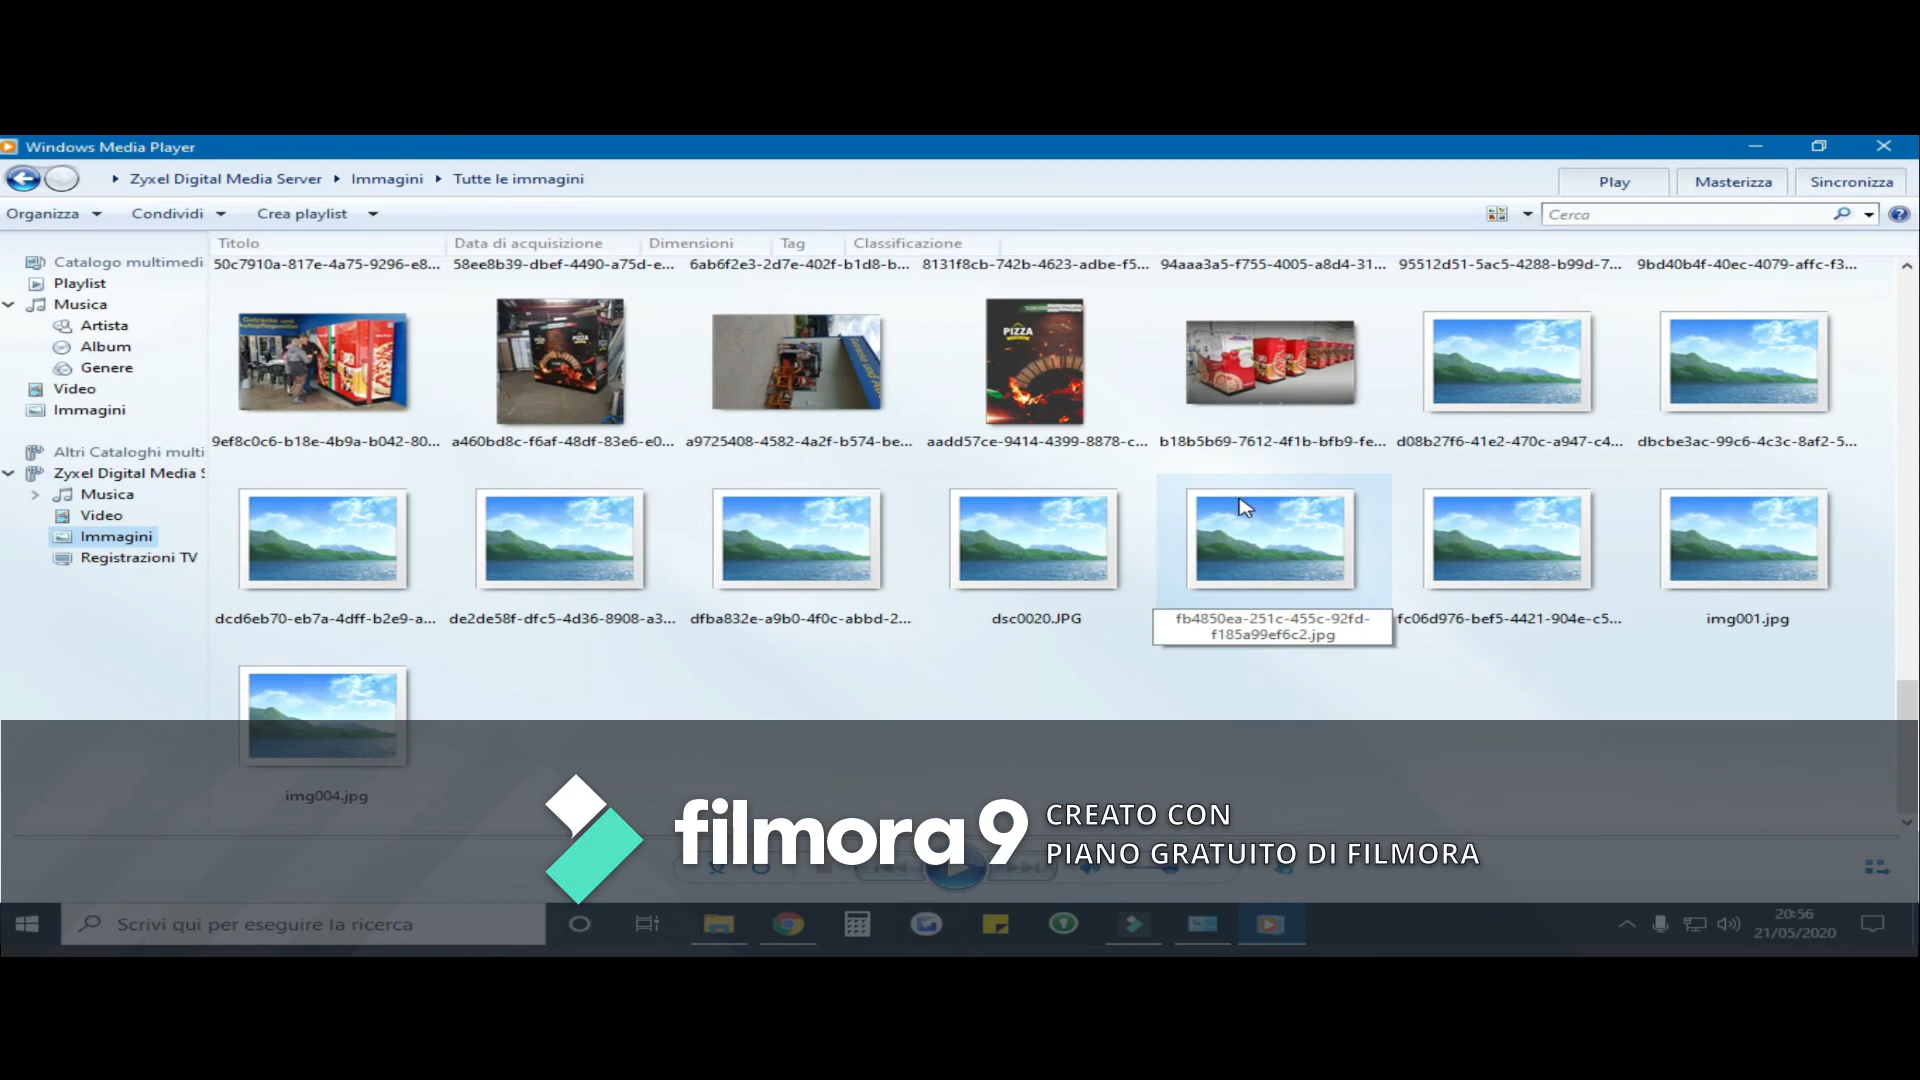 Windows Media Player
Zyxel Digital Media Server Immagini Tutte le immagini
Play Masterizza Sincronizza
Organizza Condividi Crea playlist
Cerca
Titolo Data di acquisizione Dimensioni Tag Classificazione
Catalogo multimedi
Playlist
Musica
Artista
Album
Genere
Video
Immagini
Altri Cataloghi multi
Zyxel Digital Media S
Musica
Video
Immagini
Registrazioni TV
50c7910a-817e-4a75-9296-e8... 58ee8b39-dbef-4490-a75d-e... 6ab6f2e3-2d7e-402f-b1d8-b... 8131f8cb-742b-4623-adbe-f5... 94aaa3a5-f755-4005-a8d4-31... 95512d51-5ac5-4288-b99d-7... 9bd40b4f-40ec-4079-affc-f3...
PIZZA
PIZZA
9ef8c0c6-b18e-4b9a-b042-80... a460bd8c-f6af-48df-83e6-e0... a9725408-4582-4a2f-b574-be... aadd57ce-9414-4399-8878-c... b18b5b69-7612-4f1b-bfb9-fe... d08b27f6-41e2-470c-a947-c4... dbcbe3ac-99c6-4c3c-8af2-5...
dcd6eb70-eb7a-4dff-b2e9-a... de2de58f-dfc5-4d36-8908-a3... dfba832e-a9b0-4f0c-abbd-2... dsc0020.JPG fb4850ea-251c-455c-92fd- fc06d976-bef5-4421-904e-c5... img001.jpg
f185a99ef6c2.jpg
img004.jpg
filmora9
CREATO CON
PIANO GRATUITO DI FILMORA
Scrivi qui per eseguire la ricerca
20:56
21/05/2020